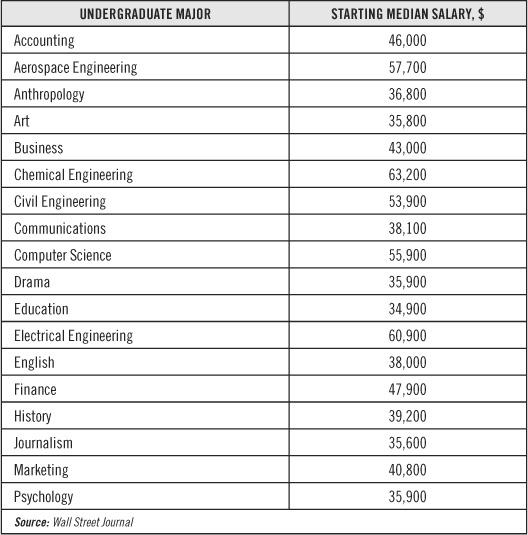 UNDERGRADUATE MAJOR STARTING MEDIAN SALARY, $
Accounting 46,000
Aerospace Engineering 57,700
Anthropology 36,800
Art 35,800
Business 43,000
Chemical Engineering 63,200
Civil Engineering 53,900
Communications 38,100
Computer Science 55,900
Drama 35,900
Education 34,900
Electrical Engineering 60,900
English 38,000
Finance 47,900
History 39,200
Journalism 35,600
Marketing 40,800
Psychology 35,900
Source: Wall Street Journal